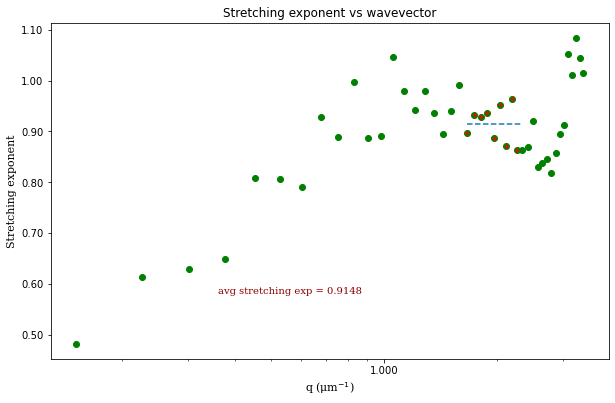 Stretching exponent vs wavevector
1.10
1.00
0.90
0.80
0.70
0.60
0.50
Stretching exponent
avg stretching exp = 0.9148
1.000
q (μm⁻¹)